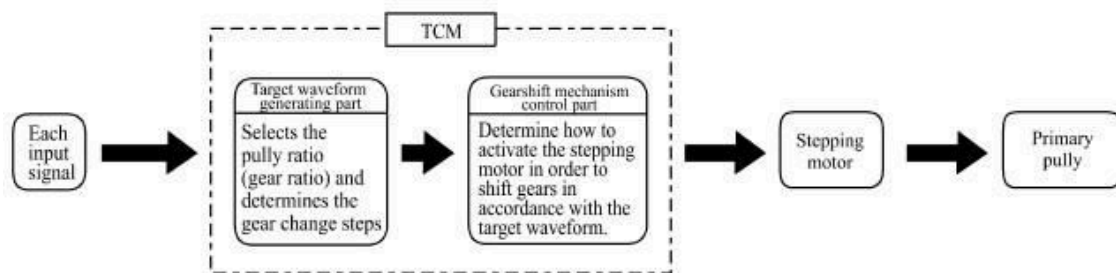 TCM
Each
input
signal
Target waveform
generating part
Selects the
pully ratio
(gear ratio) and
determines the
gear change steps
Gearshift mechanism
control part
Determine how to
activate the stepping
motor in order to
shift gears in
accordance with the
target waveform.
Stepping
motor
Primary
pully